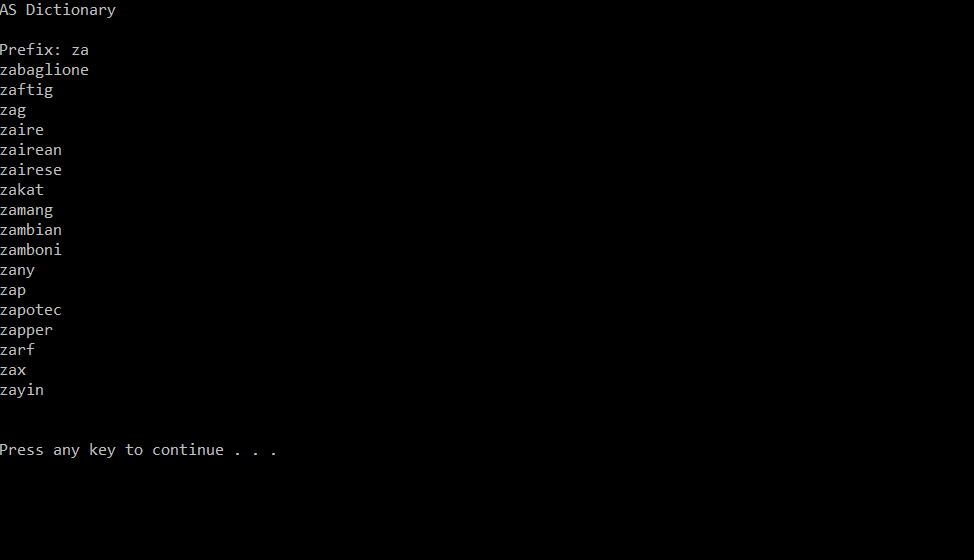 AS Dictionary
Prefix: za
zabaglione
zaftig
zag
zaire
zairean
zairese
zakat
zamang
zambian
zamboni
zany
zap
zapotec
zapper
zarf
zax
zayin
Press any key to continue . . .